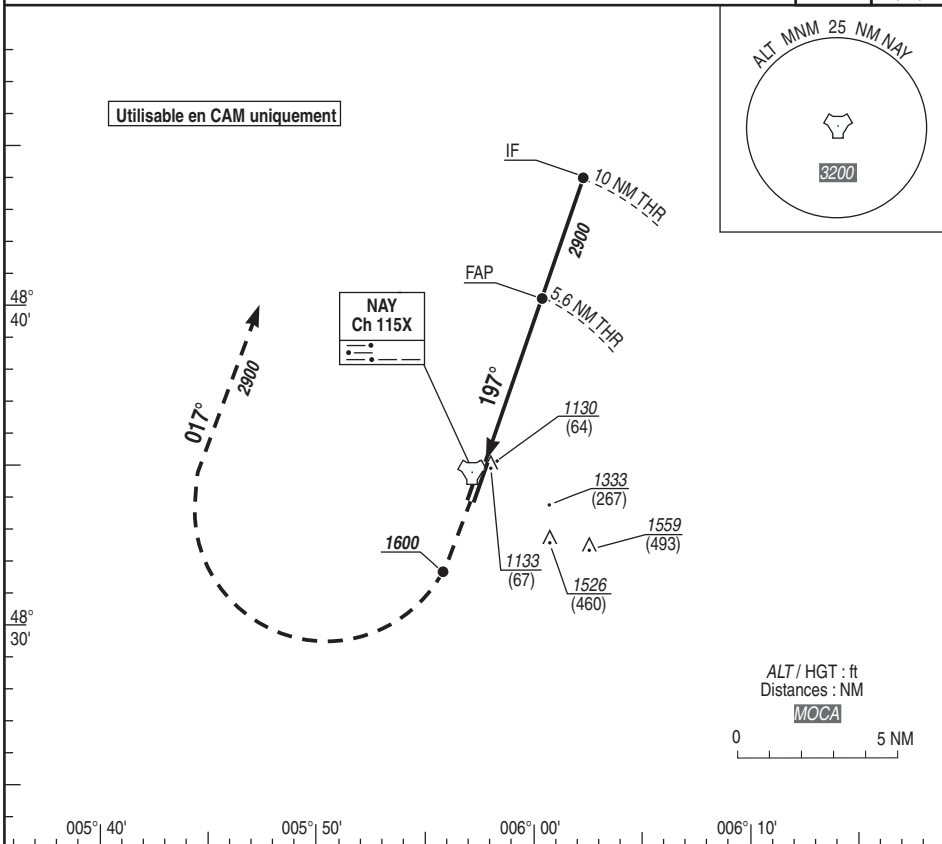 ALT MNM 25 NM NAY
3200
Utilisable en CAM uniquement
IF
10 NM THR
2900
FAP
5.6 NM THR
48°
40'
NAY
Ch 115X
2900
017°
197°
1130
(64)
1333
(267)
1559
(493)
1600
1133
(67)
1526
(460)
48°
30'
ALT / HGT : ft
Distances : NM
MOCA
0 5 NM
005° 40' 005° 50' 006° 00' 006° 10'